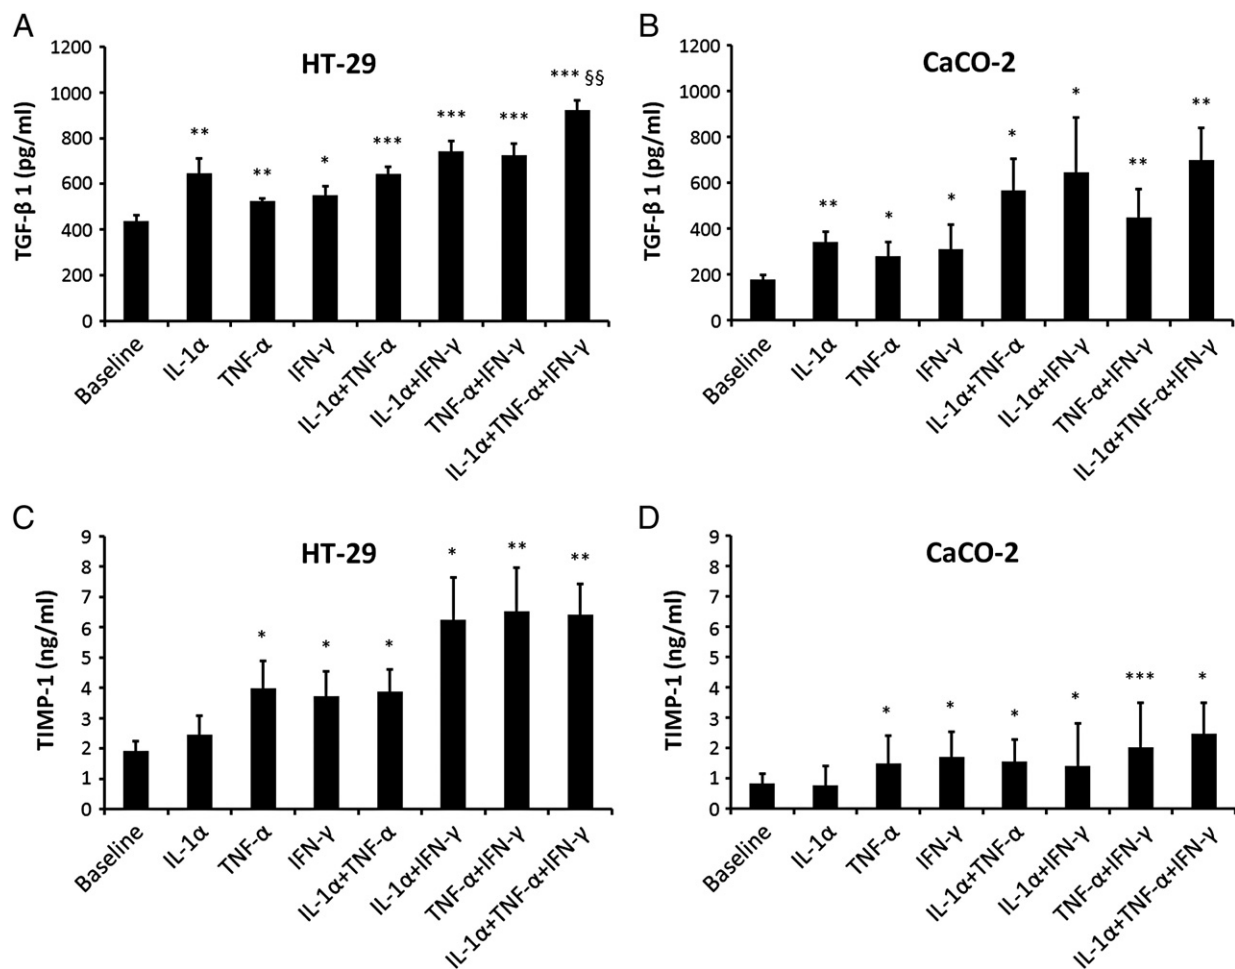 A
HT-29
TGF-β 1 (pg/ml)
1200
1000
800
600
400
200
0
** ** * *** *** *** *** §§
Baseline IL-1α TNF-α IFN-γ IL-1α+TNF-α IL-1α+IFN-γ TNF-α+IFN-γ IL-1α+TNF-α+IFN-γ
B
CaCO-2
TGF-β 1 (pg/ml)
1200
1000
800
600
400
200
0
** * * * * ** **
Baseline IL-1α TNF-α IFN-γ IL-1α+TNF-α IL-1α+IFN-γ TNF-α+IFN-γ IL-1α+TNF-α+IFN-γ
C
HT-29
TIMP-1 (ng/ml)
9
8
7
6
5
4
3
2
1
0
* * * * ** **
Baseline IL-1α TNF-α IFN-γ IL-1α+TNF-α IL-1α+IFN-γ TNF-α+IFN-γ IL-1α+TNF-α+IFN-γ
D
CaCO-2
TIMP-1 (ng/ml)
9
8
7
6
5
4
3
2
1
0
* * * * *** *
Baseline IL-1α TNF-α IFN-γ IL-1α+TNF-α IL-1α+IFN-γ TNF-α+IFN-γ IL-1α+TNF-α+IFN-γ